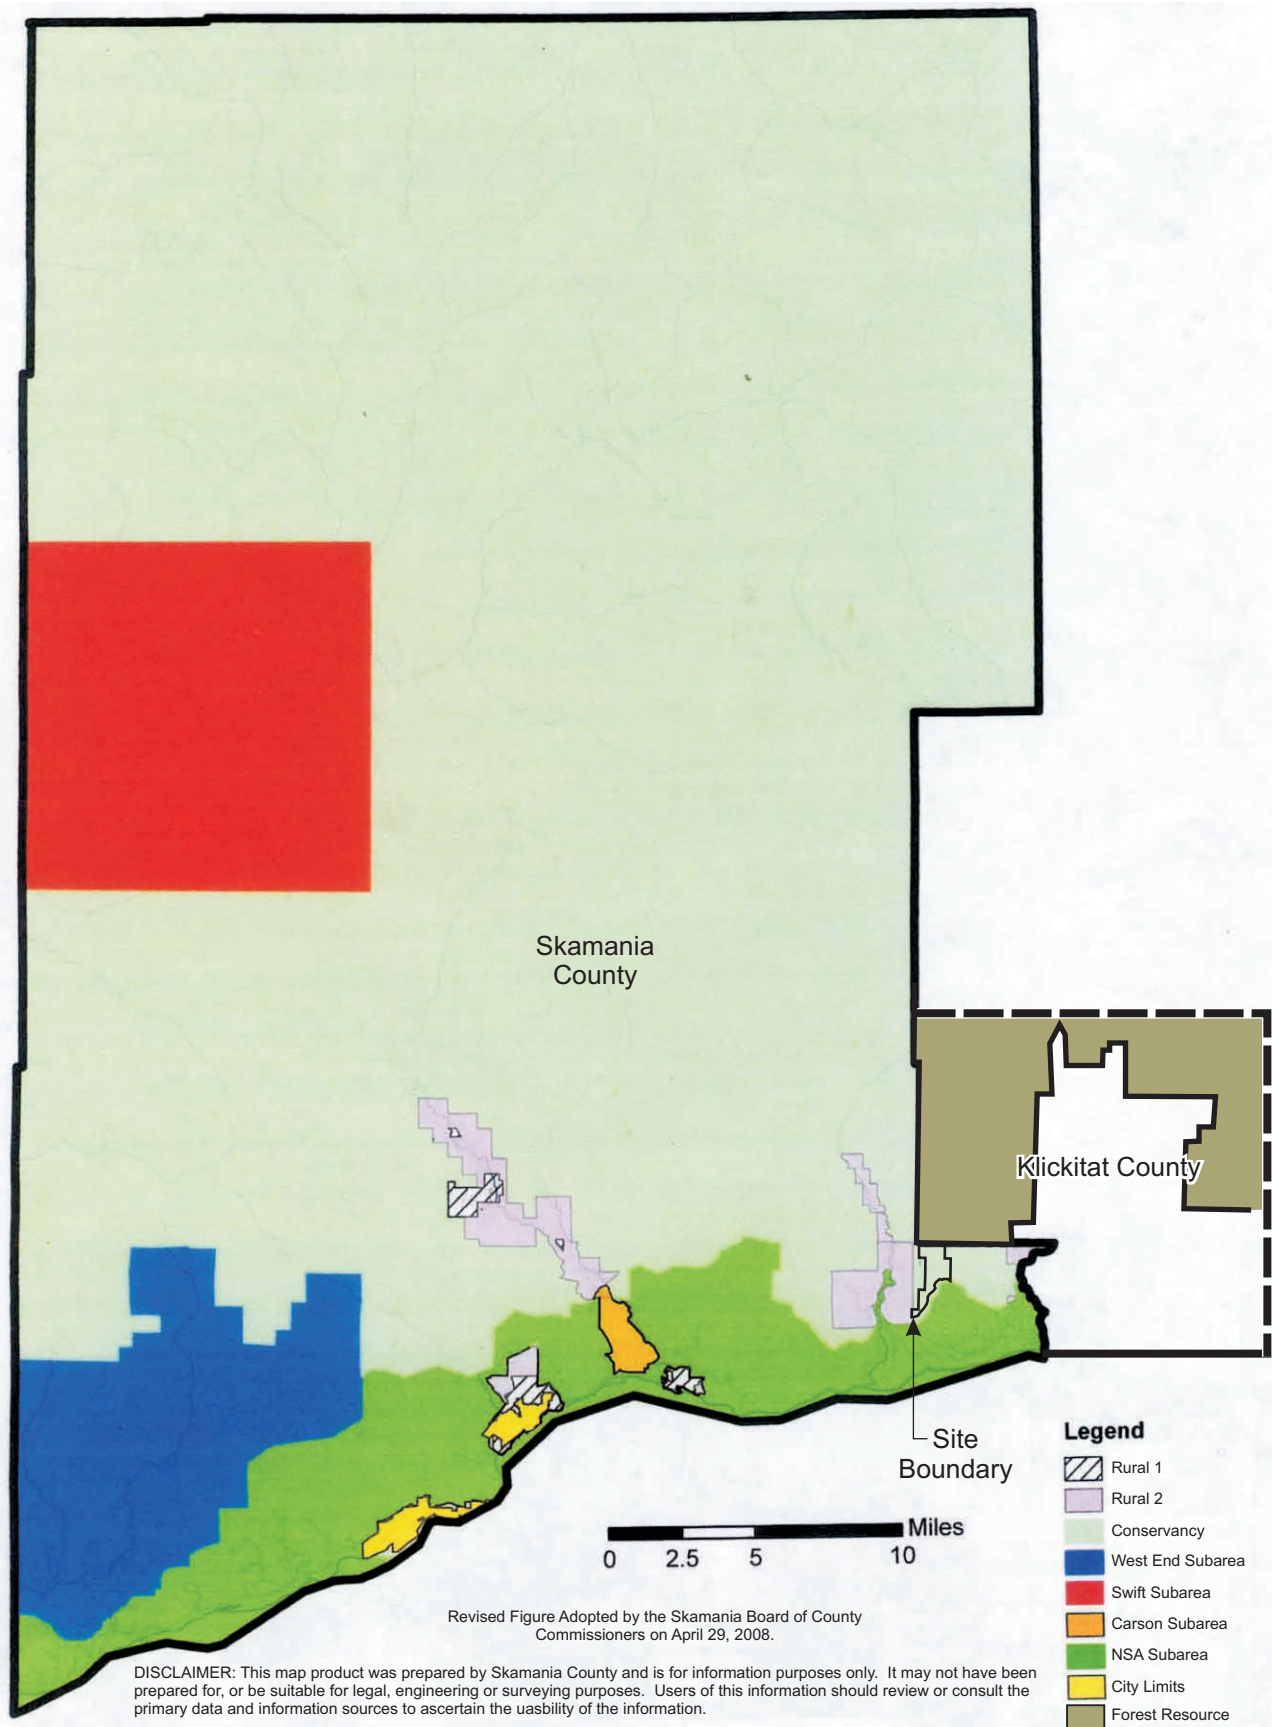 Skamania
County
Klickitat County
Site
Boundary
Legend
Rural 1
Rural 2
Conservancy
West End Subarea
Swift Subarea
Carson Subarea
NSA Subarea
City Limits
Forest Resource
Miles
0 2.5 5 10
Revised Figure Adopted by the Skamania Board of County
Commissioners on April 29, 2008.
DISCLAIMER: This map product was prepared by Skamania County and is for information purposes only. It may not have been
prepared for, or be suitable for legal, engineering or surveying purposes. Users of this information should review or consult the
primary data and information sources to ascertain the uasbility of the information.